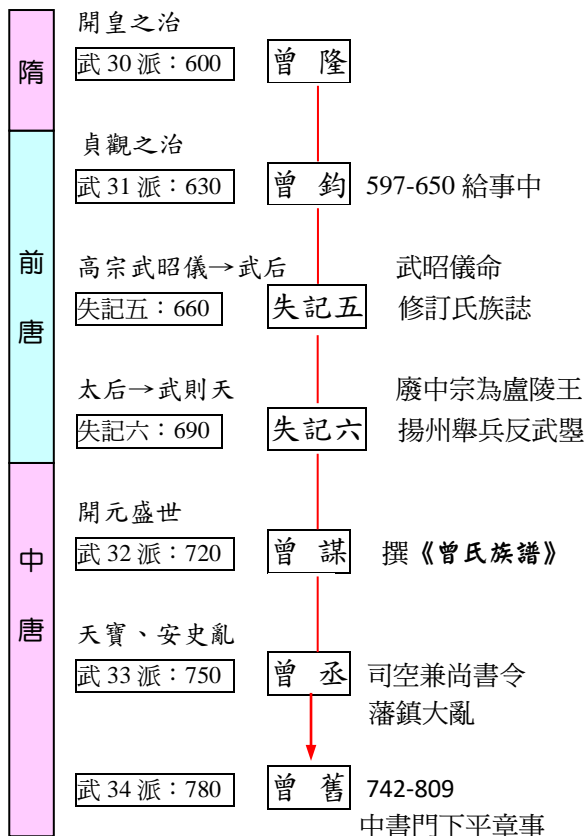 開皇之治
隋
武 30 派：600
曾 隆
貞觀之治
武 31 派：630
曾 鈞
597-650 給事中
前唐
高宗武昭儀→武后
武昭儀命
失記五：660
失記五
修訂氏族誌
太后→武則天
廢中宗為盧陵王
失記六：690
失記六
揚州舉兵反武曌
開元盛世
中唐
武 32 派：720
曾 謀
撰《曾氏族譜》
天寶、安史亂
武 33 派：750
曾 丞
司空兼尚書令
藩鎮大亂
武 34 派：780
曾 舊
742-809
中書門下平章事